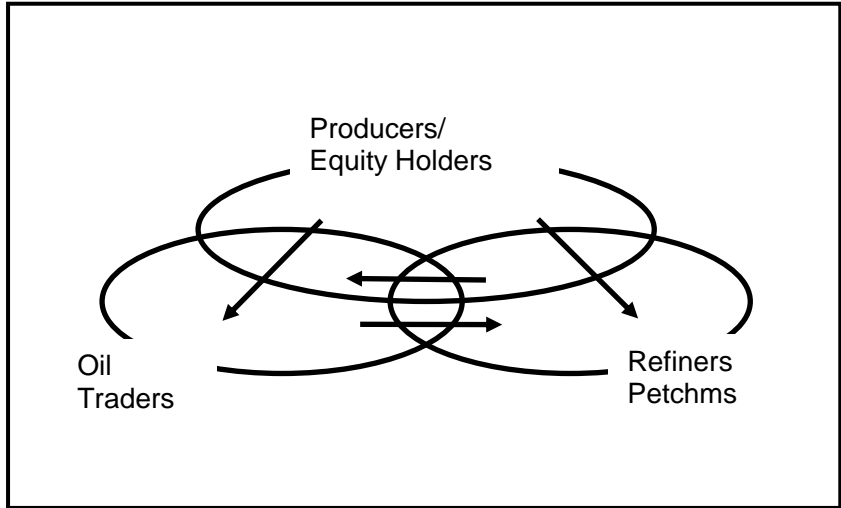 Producers/
Equity Holders
Oil
Traders
Refiners
Petchms